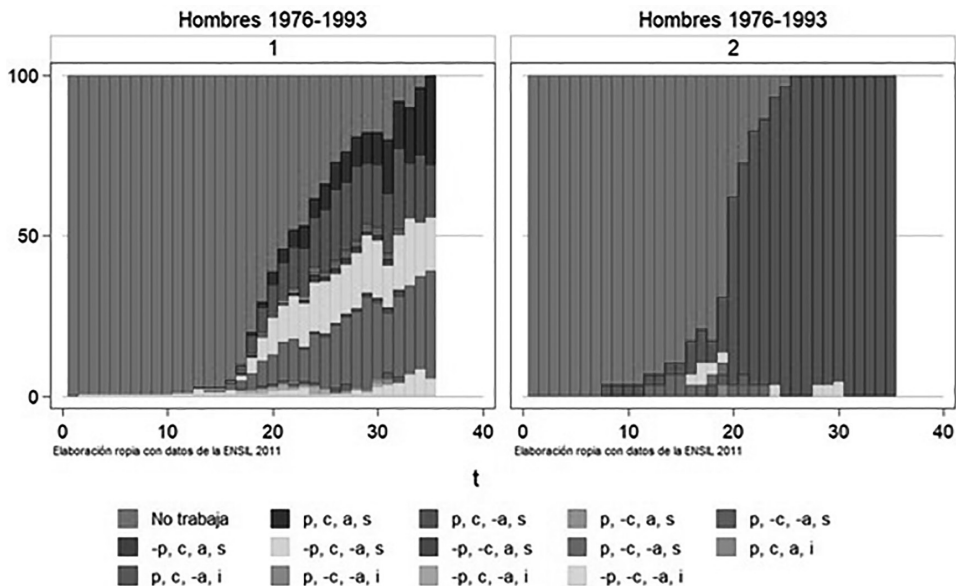 Hombres 1976-1993
1
Hombres 1976-1993
2
100
50
0
0 10 20 30 40
0 10 20 30 40
Elaboración ropia con datos de la ENSIL 2011
Elaboración ropia con datos de la ENSIL 2011
t
No trabaja
p, c, a, s
p, c, -a, s
p, -c, a, s
p, -c, -a, s
-p, c, a, s
-p, c, -a, s
-p, -c, a, s
-p, -c, -a, s
p, c, a, i
p, c, -a, i
p, -c, -a, i
-p, c, -a, i
-p, -c, -a, i